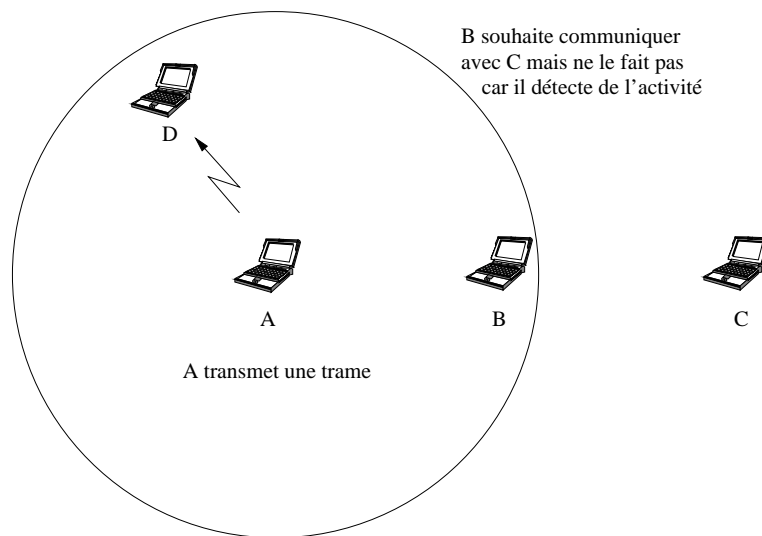 B souhaite communiquer
avec C mais ne le fait pas
car il détecte de l’activité
D
A
B
C
A transmet une trame